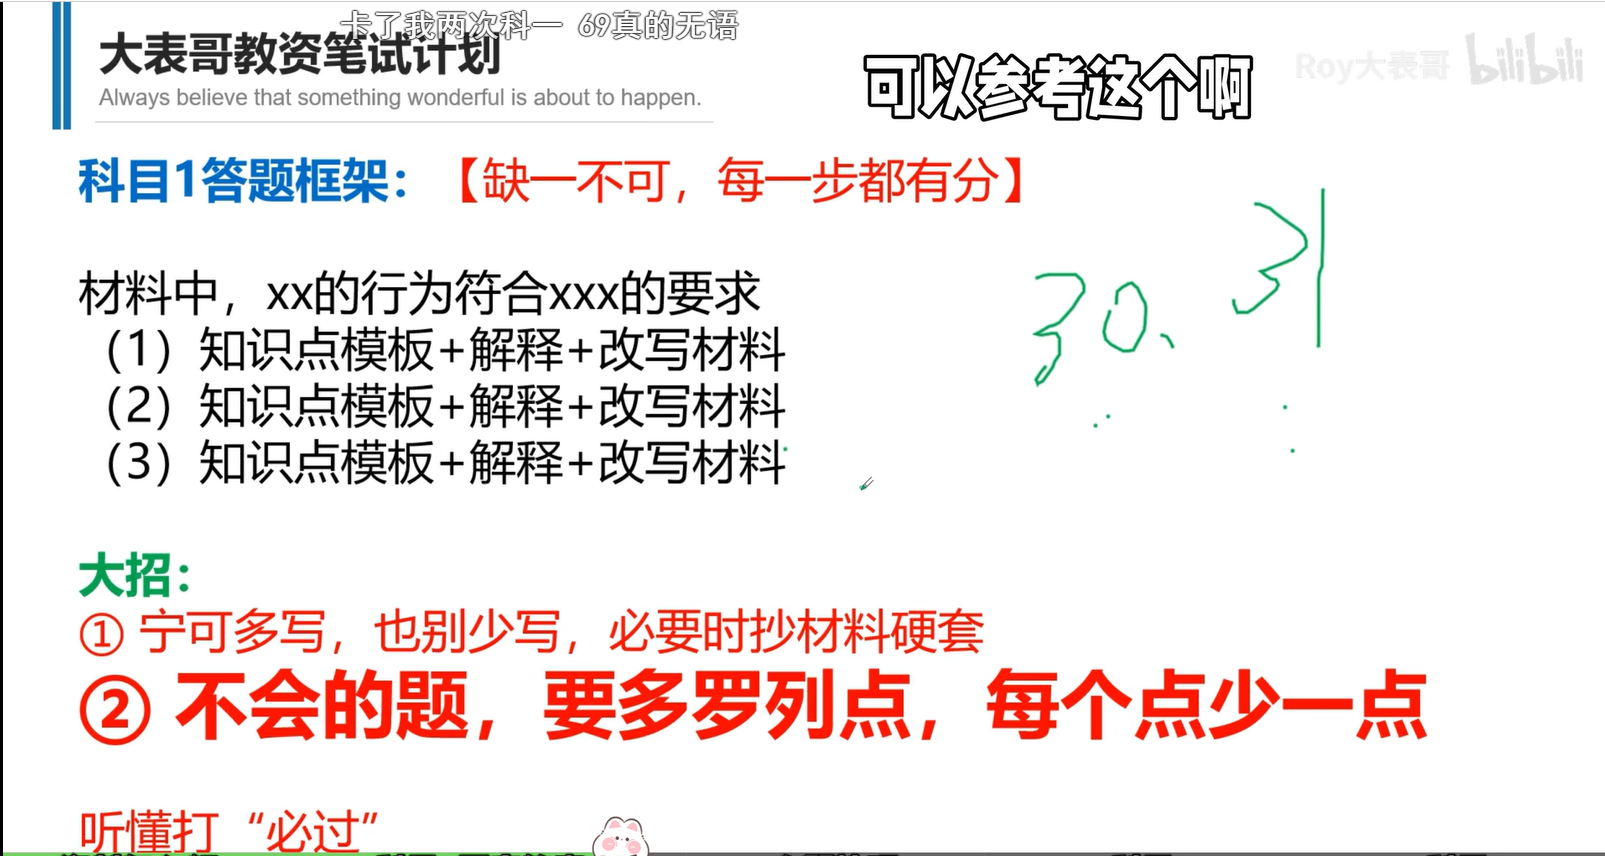 卡了我两次科一 69真的无语
大表哥教资笔试计划
Always believe that something wonderful is about to happen.
可以参考这个啊
Roy大表哥 bilibili
科目1答题框架：【缺一不可，每一步都有分】
30、31
材料中，xx的行为符合xxx的要求
（1）知识点模板+解释+改写材料
（2）知识点模板+解释+改写材料
（3）知识点模板+解释+改写材料
大招：
① 宁可多写，也别少写，必要时抄材料硬套
② 不会的题，要多罗列点，每个点少一点
听懂打“必过”